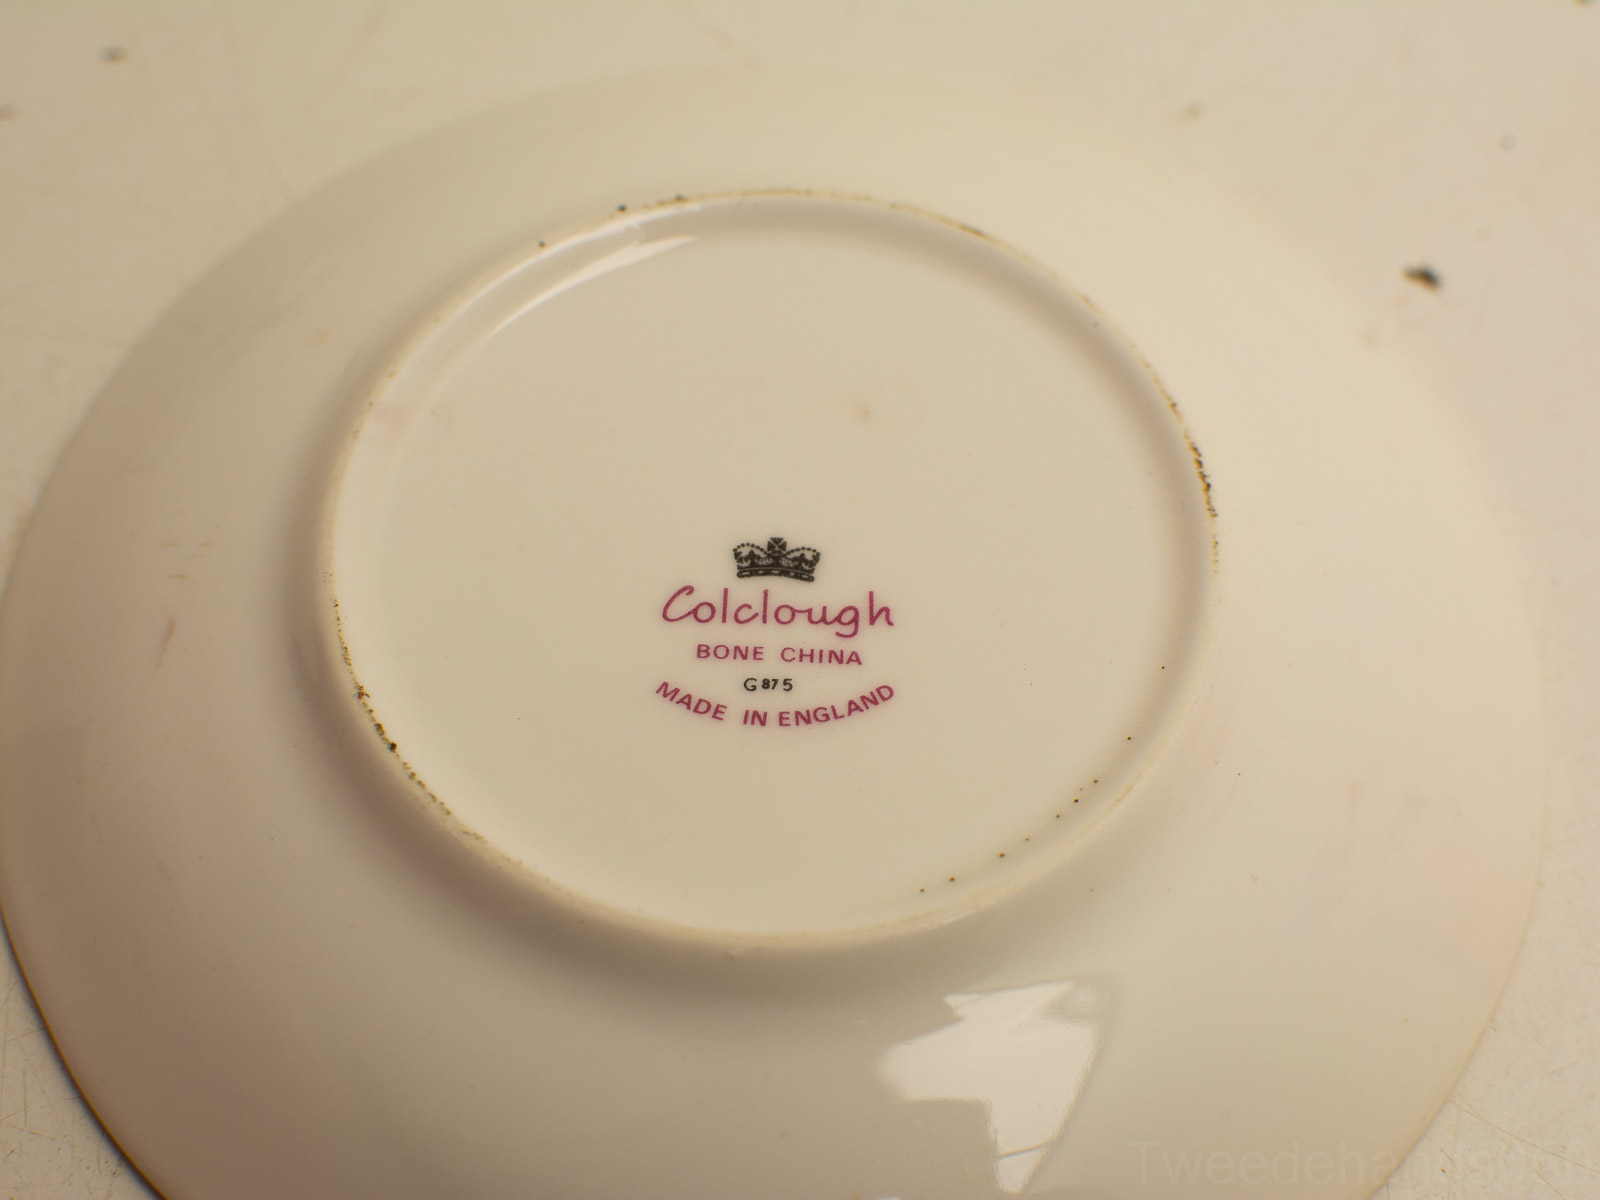 Colclough
BONE CHINA
G875
MADE IN ENGLAND